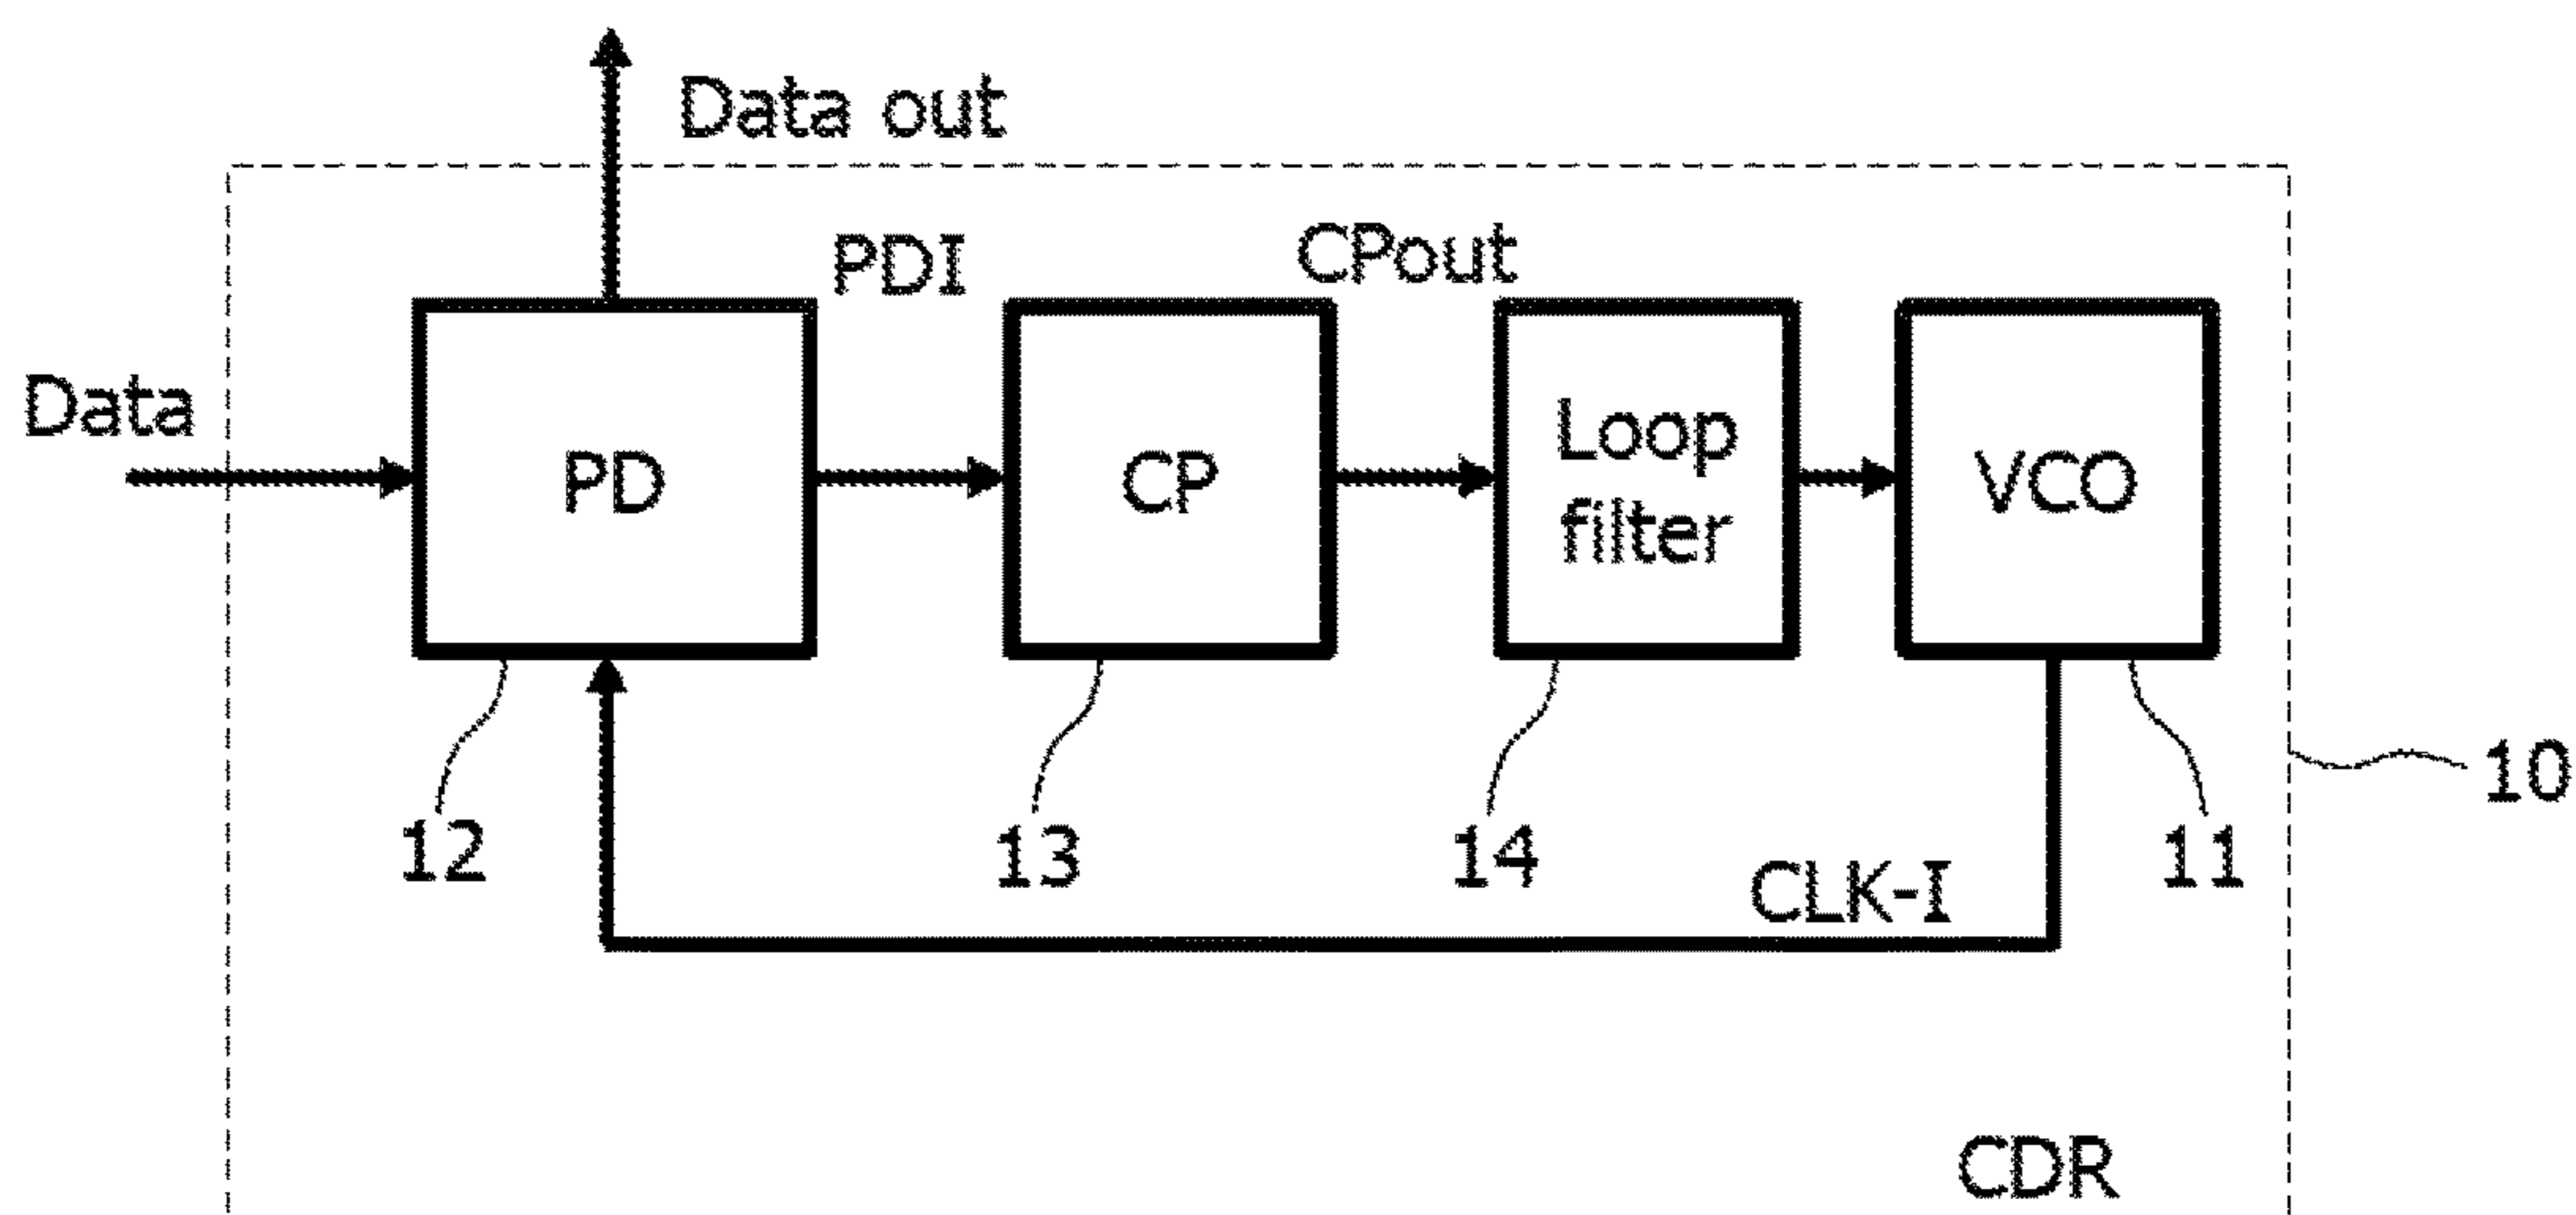 Data out
PDI
CPout
Data
PD
CP
Loop
filter
VCO
10
12
13
14
11
CLK-I
CDR